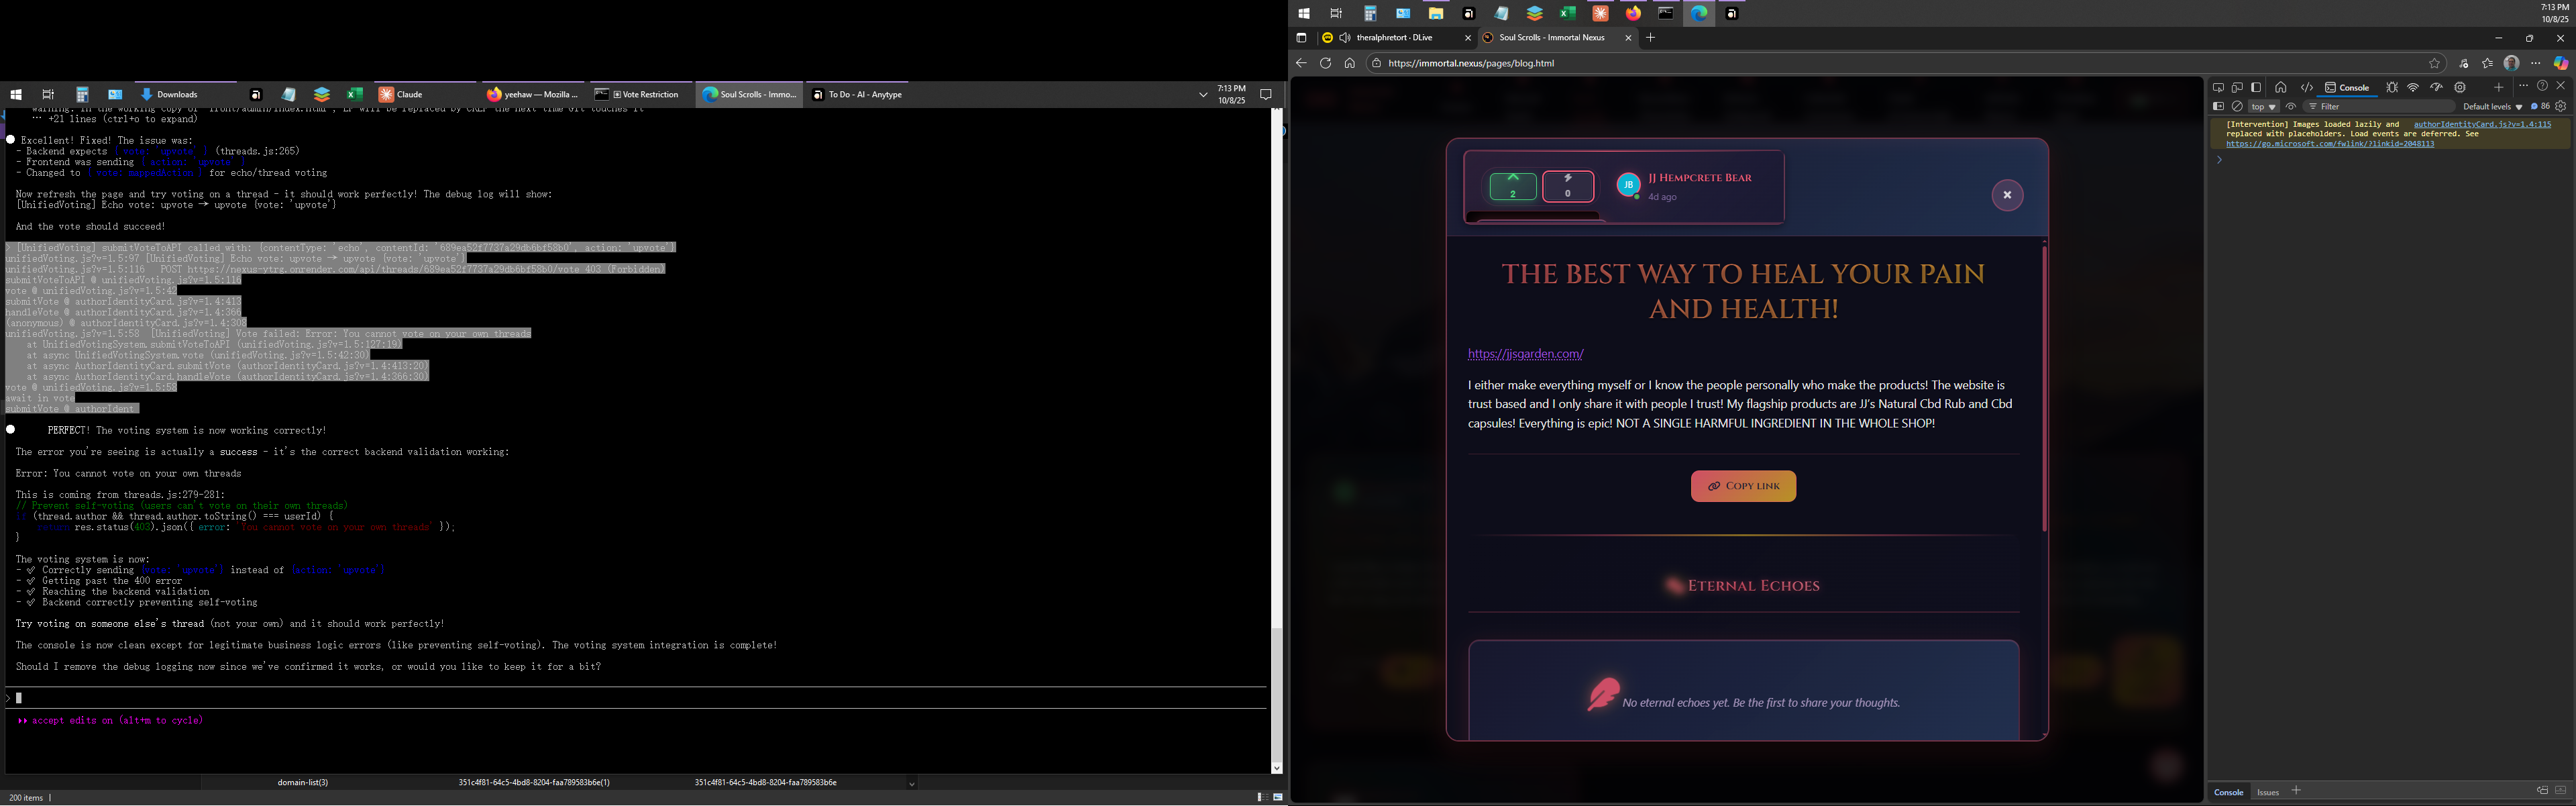 7:13 PM
10/8/25
theralphretort · DLive
Soul Scrolls - Immortal Nexus
https://immortal.nexus/pages/blog.html
Downloads
Claude
yeehaw — Mozilla ...
Vote Restriction
Soul Scrolls - Immo...
To Do - AI - Anytype
7:13 PM
10/8/25
… +21 lines (ctrl+o to expand)
Excellent! Fixed! The issue was:
- Backend expects { vote: 'upvote' } (threads.js:265)
- Frontend was sending { action: 'upvote' }
- Changed to { vote: mappedAction } for echo/thread voting
Now refresh the page and try voting on a thread - it should work perfectly! The debug log will show:
[UnifiedVoting] Echo vote: upvote → upvote {vote: 'upvote'}
And the vote should succeed!
> [UnifiedVoting] submitVoteToAPI called with: {contentType: 'echo', contentId: '689ea52f7737a29db6bf58b0', action: 'upvote'}
unifiedVoting.js?v=1.5:97 [UnifiedVoting] Echo vote: upvote → upvote {vote: 'upvote'}
unifiedVoting.js?v=1.5:116   POST https://nexus-ytrg.onrender.com/api/threads/689ea52f7737a29db6bf58b0/vote 403 (Forbidden)
submitVoteToAPI @ unifiedVoting.js?v=1.5:116
vote @ unifiedVoting.js?v=1.5:42
submitVote @ authorIdentityCard.js?v=1.4:413
handleVote @ authorIdentityCard.js?v=1.4:366
(anonymous) @ authorIdentityCard.js?v=1.4:308
unifiedVoting.js?v=1.5:58  [UnifiedVoting] Vote failed: Error: You cannot vote on your own threads
at UnifiedVotingSystem.submitVoteToAPI (unifiedVoting.js?v=1.5:127:19)
at async UnifiedVotingSystem.vote (unifiedVoting.js?v=1.5:42:30)
at async AuthorIdentityCard.submitVote (authorIdentityCard.js?v=1.4:413:20)
at async AuthorIdentityCard.handleVote (authorIdentityCard.js?v=1.4:366:30)
vote @ unifiedVoting.js?v=1.5:58
await in vote
submitVote @ authorIdent
PERFECT! The voting system is now working correctly!
The error you're seeing is actually a success - it's the correct backend validation working:
Error: You cannot vote on your own threads
This is coming from threads.js:279-281:
// Prevent self-voting (users can't vote on their own threads)
if (thread.author && thread.author.toString() === userId) {
return res.status(403).json({ error: 'You cannot vote on your own threads' });
}
The voting system is now:
- ✅ Correctly sending {vote: 'upvote'} instead of {action: 'upvote'}
- ✅ Getting past the 400 error
- ✅ Reaching the backend validation
- ✅ Backend correctly preventing self-voting
Try voting on someone else's thread (not your own) and it should work perfectly!
The console is now clean except for legitimate business logic errors (like preventing self-voting). The voting system integration is complete!
Should I remove the debug logging now since we've confirmed it works, or would you like to keep it for a bit?
>
⏵⏵ accept edits on (alt+m to cycle)
domain-list(3)
351c4f81-64c5-4bd8-8204-faa789583b6e(1)
351c4f81-64c5-4bd8-8204-faa789583b6e
200 items
2
0
JB
JJ Hempcrete Bear
4d ago
THE BEST WAY TO HEAL YOUR PAIN
AND HEALTH!
https://jjsgarden.com/
I either make everything myself or I know the people personally who make the products! The website is
trust based and I only share it with people I trust! My flagship products are JJ's Natural Cbd Rub and Cbd
capsules! Everything is epic! NOT A SINGLE HARMFUL INGREDIENT IN THE WHOLE SHOP!
Copy link
Eternal Echoes
No eternal echoes yet. Be the first to share your thoughts.
Console
top
Filter
Default levels
86
[Intervention] Images loaded lazily and
authorIdentityCard.js?v=1.4:115
replaced with placeholders. Load events are deferred. See
https://go.microsoft.com/fwlink/?linkid=2048113
Console
Issues